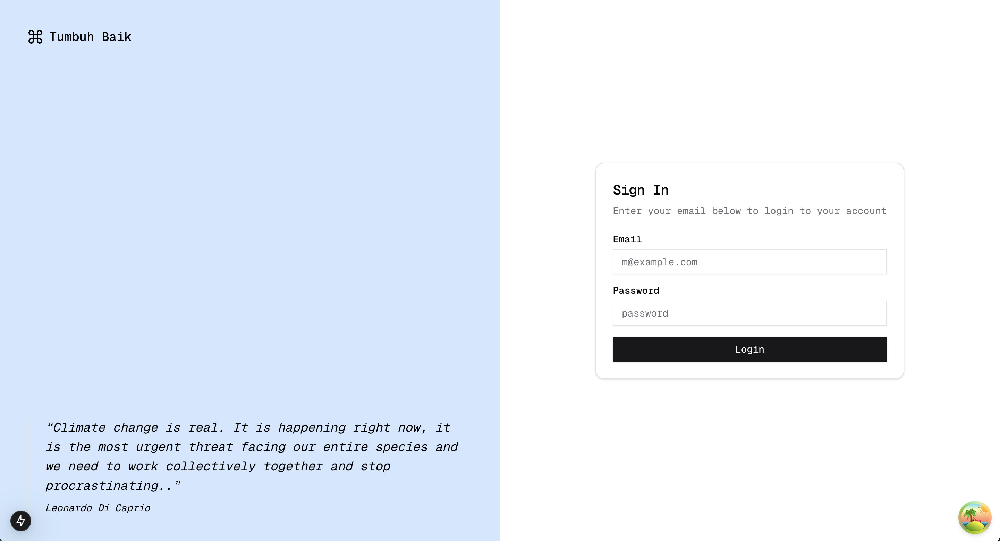 Tumbuh Baik
“Climate change is real. It is happening right now, it
is the most urgent threat facing our entire species and
we need to work collectively together and stop
procrastinating..”
Leonardo Di Caprio
Sign In
Enter your email below to login to your account
Email
m@example.com
Password
password
Login